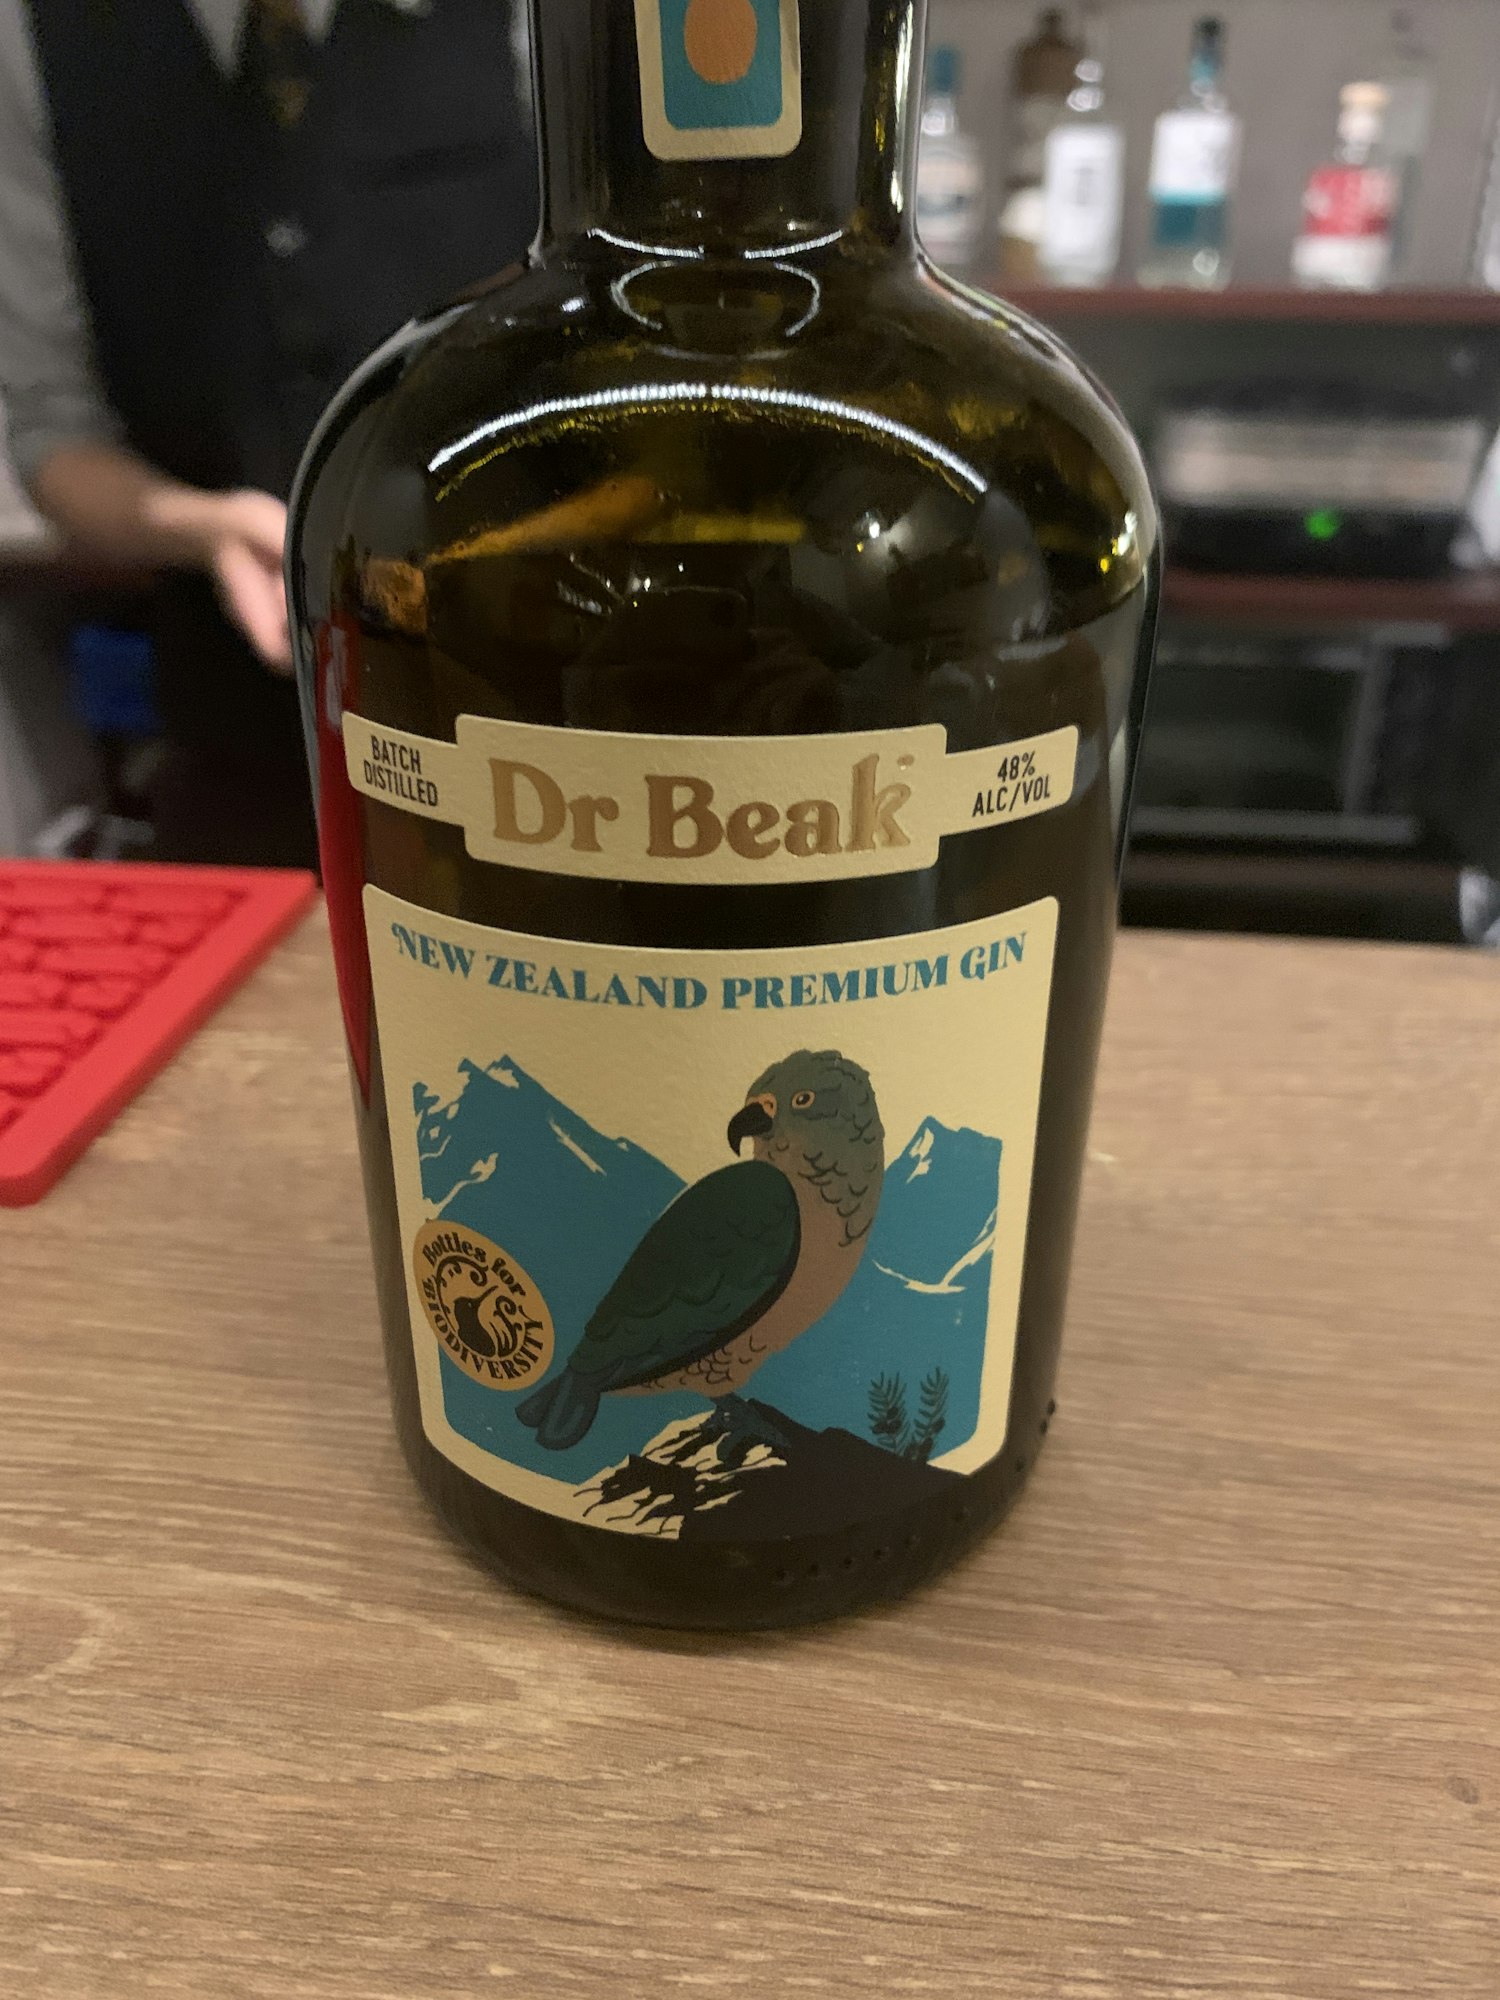 BATCH
DISTILLED
Dr Beak
48%
ALC/VOL
NEW ZEALAND PREMIUM GIN
Bottles for
BIODIVERSITY